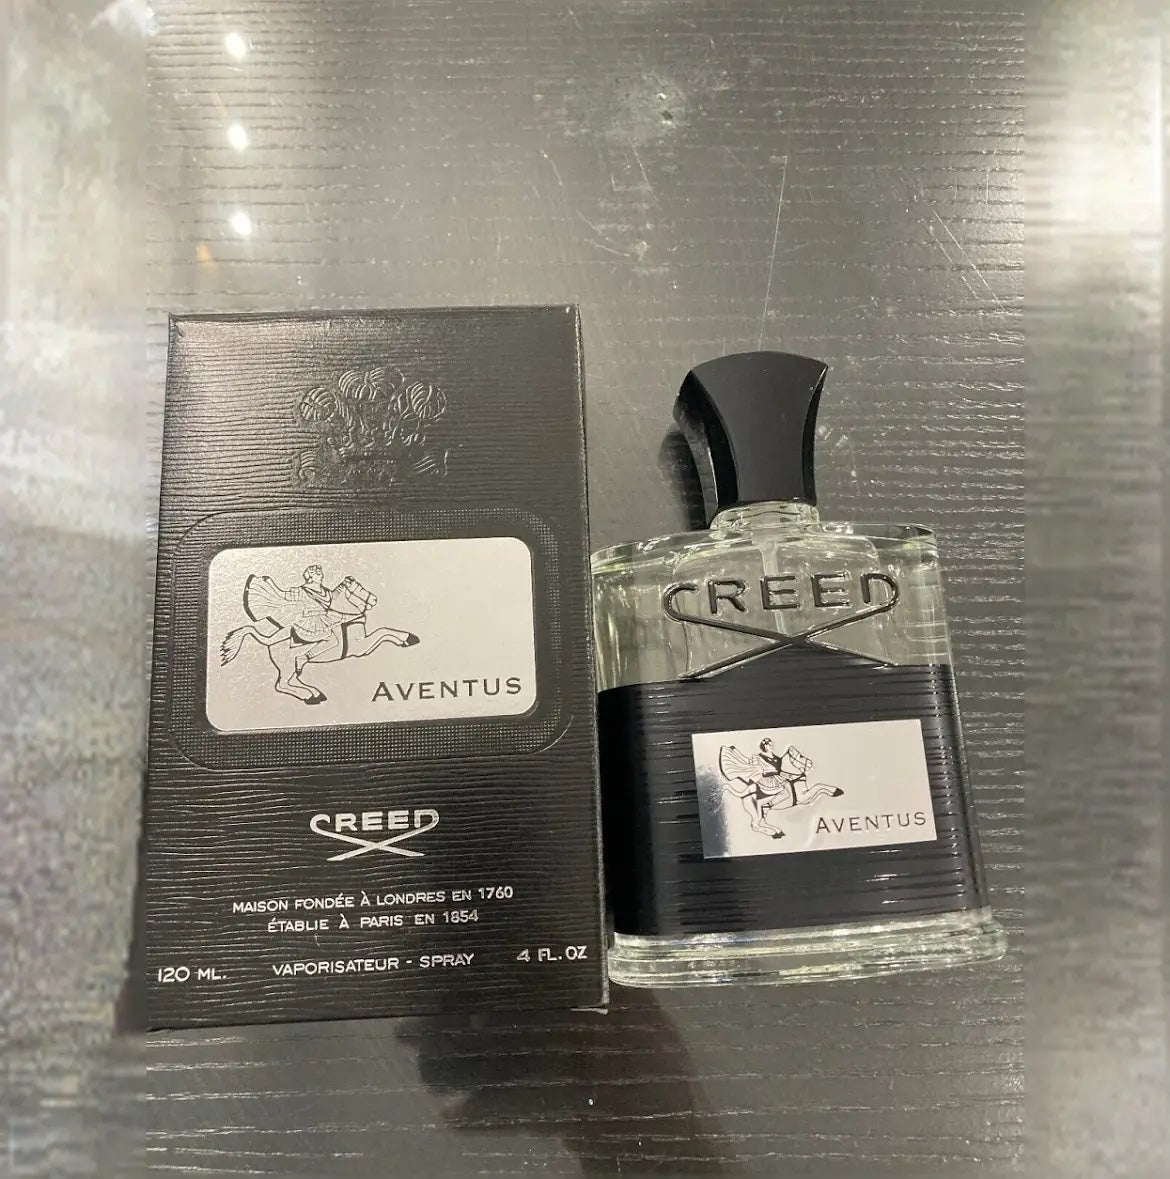 AVENTUS
CREED
MAISON FONDÉE À LONDRES EN 1760
ÉTABLIE À PARIS EN 1854
120 ML. VAPORISATEUR - SPRAY 4 FL.OZ
CREED
AVENTUS